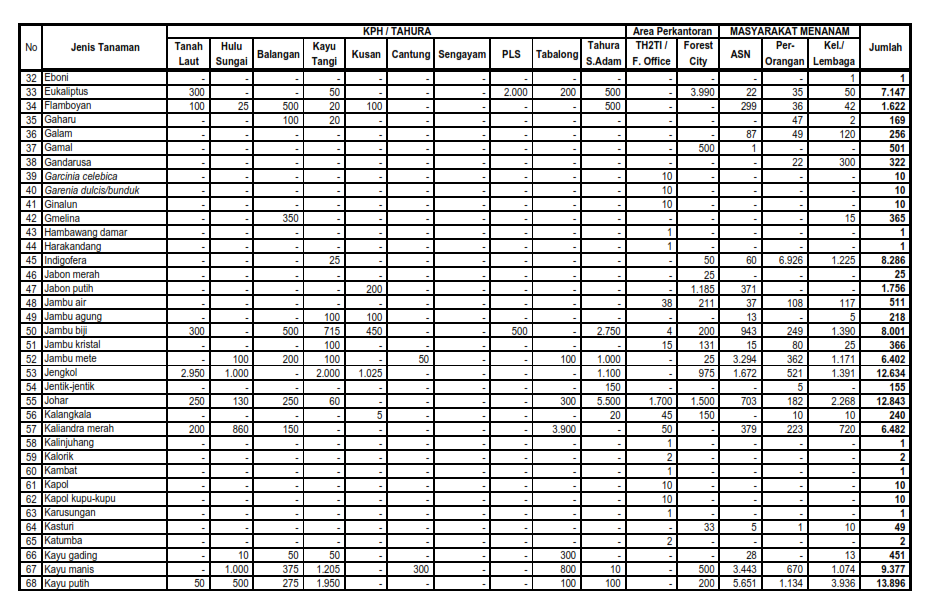 No Jenis Tanaman KPH / TAHURA Area Perkantoran MASYARAKAT MENANAM Jumlah
Tanah Laut Hulu Sungai Balangan Kayu Tangi Kusan Cantung Sengayam PLS Tabalong Tahura S.Adam TH2TI / F. Office Forest City ASN Per-Orangan Kel./ Lembaga
32 Eboni - - - - - - - - - - - - - - 1 1
33 Eukaliptus 300 - - 50 - - - 2.000 200 500 - 3.990 22 35 50 7.147
34 Flamboyan 100 25 500 20 100 - - - - 500 - - 299 36 42 1.622
35 Gaharu - - 100 20 - - - - - - - - - 47 2 169
36 Galam - - - - - - - - - - - - 87 49 120 256
37 Gamal - - - - - - - - - - - 500 1 - - 501
38 Gandarusa - - - - - - - - - - - - - 22 300 322
39 Garcinia celebica - - - - - - - - - - 10 - - - - 10
40 Garenia dulcis/bunduk - - - - - - - - - - 10 - - - - 10
41 Ginalun - - - - - - - - - - 10 - - - - 10
42 Gmelina - - 350 - - - - - - - - - - - 15 365
43 Hambawang damar - - - - - - - - - - 1 - - - - 1
44 Harakandang - - - - - - - - - - 1 - - - - 1
45 Indigofera - - - 25 - - - - - - - 50 60 6.926 1.225 8.286
46 Jabon merah - - - - - - - - - - - 25 - - - 25
47 Jabon putih - - - - 200 - - - - - - 1.185 371 - - 1.756
48 Jambu air - - - - - - - - - - 38 211 37 108 117 511
49 Jambu agung - - - 100 100 - - - - - - - 13 - 5 218
50 Jambu biji 300 - 500 715 450 - - 500 - 2.750 4 200 943 249 1.390 8.001
51 Jambu kristal - - - 100 - - - - - - 15 131 15 80 25 366
52 Jambu mete - 100 200 100 - 50 - - 100 1.000 - 25 3.294 362 1.171 6.402
53 Jengkol 2.950 1.000 - 2.000 1.025 - - - - 1.100 - 975 1.672 521 1.391 12.634
54 Jentik-jentik - - - - - - - - - 150 - - - 5 - 155
55 Johar 250 130 250 60 - - - - 300 5.500 1.700 1.500 703 182 2.268 12.843
56 Kalangkala - - - - 5 - - - - 20 45 150 - 10 10 240
57 Kaliandra merah 200 860 150 - - - - - 3.900 - 50 - 379 223 720 6.482
58 Kalinjuhang - - - - - - - - - - 1 - - - - 1
59 Kalorik - - - - - - - - - - 2 - - - - 2
60 Kambat - - - - - - - - - - 1 - - - - 1
61 Kapol - - - - - - - - - - 10 - - - - 10
62 Kapol kupu-kupu - - - - - - - - - - 10 - - - - 10
63 Karusungan - - - - - - - - - - 1 - - - - 1
64 Kasturi - - - - - - - - - - - 33 5 1 10 49
65 Katumba - - - - - - - - - - 2 - - - - 2
66 Kayu gading - 10 50 50 - - - - 300 - - - 28 - 13 451
67 Kayu manis - 1.000 375 1.205 - 300 - - 800 10 - 500 3.443 670 1.074 9.377
68 Kayu putih 50 500 275 1.950 - - - - 100 100 - 200 5.651 1.134 3.936 13.896